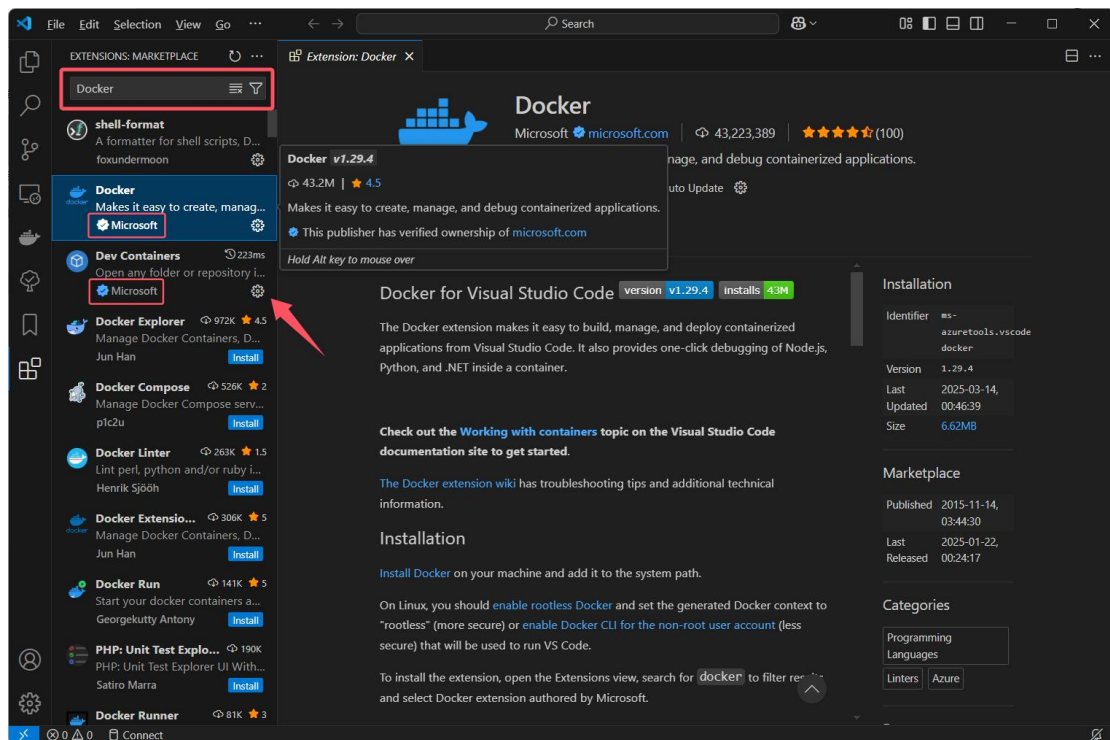 File Edit Selection View Go ···
Search
EXTENSIONS: MARKETPLACE
Docker
shell-format
A formatter for shell scripts, D...
foxundermoon
Docker
Makes it easy to create, manag...
Microsoft
Dev Containers 223ms
Open any folder or repository i...
Microsoft
Docker Explorer 972K 4.5
Manage Docker Containers, D...
Jun Han Install
Docker Compose 526K 2
Manage Docker Compose serv...
p1c2u Install
Docker Linter 263K 1.5
Lint perl, python and/or ruby i...
Henrik Sjööh Install
Docker Extensio... 306K 5
Manage Docker Containers, D...
Jun Han Install
Docker Run 141K 5
Start your docker containers a...
Georgekutty Antony Install
PHP: Unit Test Explo... 190K
PHP: Unit Test Explorer UI With...
Satiro Marra Install
Docker Runner 81K 3
Extension: Docker
Docker
Microsoft microsoft.com | 43,223,389 | (100)
nage, and debug containerized applications.
uto Update
Docker v1.29.4
43.2M | 4.5
Makes it easy to create, manage, and debug containerized applications.
This publisher has verified ownership of microsoft.com
Hold Alt key to mouse over
Docker for Visual Studio Code version v1.29.4 installs 43M
The Docker extension makes it easy to build, manage, and deploy containerized
applications from Visual Studio Code. It also provides one-click debugging of Node.js,
Python, and .NET inside a container.
Check out the Working with containers topic on the Visual Studio Code
documentation site to get started.
The Docker extension wiki has troubleshooting tips and additional technical
information.
Installation
Install Docker on your machine and add it to the system path.
On Linux, you should enable rootless Docker and set the generated Docker context to
"rootless" (more secure) or enable Docker CLI for the non-root user account (less
secure) that will be used to run VS Code.
To install the extension, open the Extensions view, search for docker to filter
and select Docker extension authored by Microsoft.
Installation
Identifier ms-
azuretools.vscode
docker
Version 1.29.4
Last 2025-03-14,
Updated 00:46:39
Size 6.62MB
Marketplace
Published 2015-11-14,
03:44:30
Last 2025-01-22,
Released 00:24:17
Categories
Programming
Languages
Linters Azure
0 0 Connect